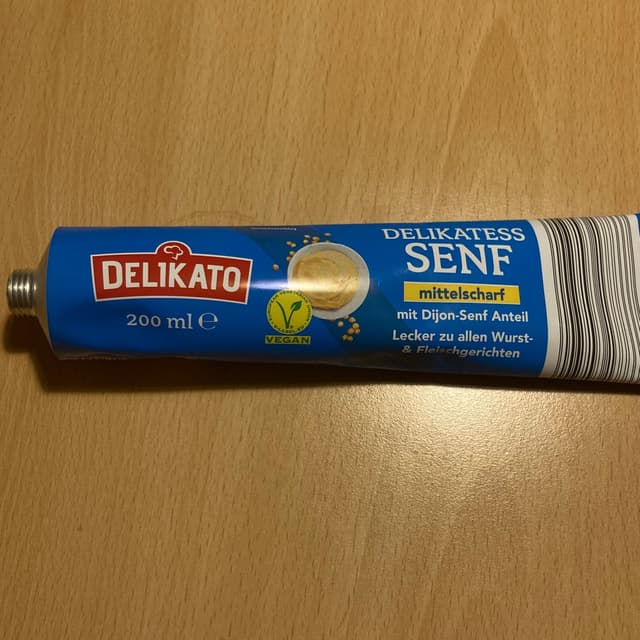 DELIKATO
200 ml ℮
VEGAN
DELIKATESS
SENF
mittelscharf
mit Dijon-Senf Anteil
Lecker zu allen Wurst-
& Fleischgerichten